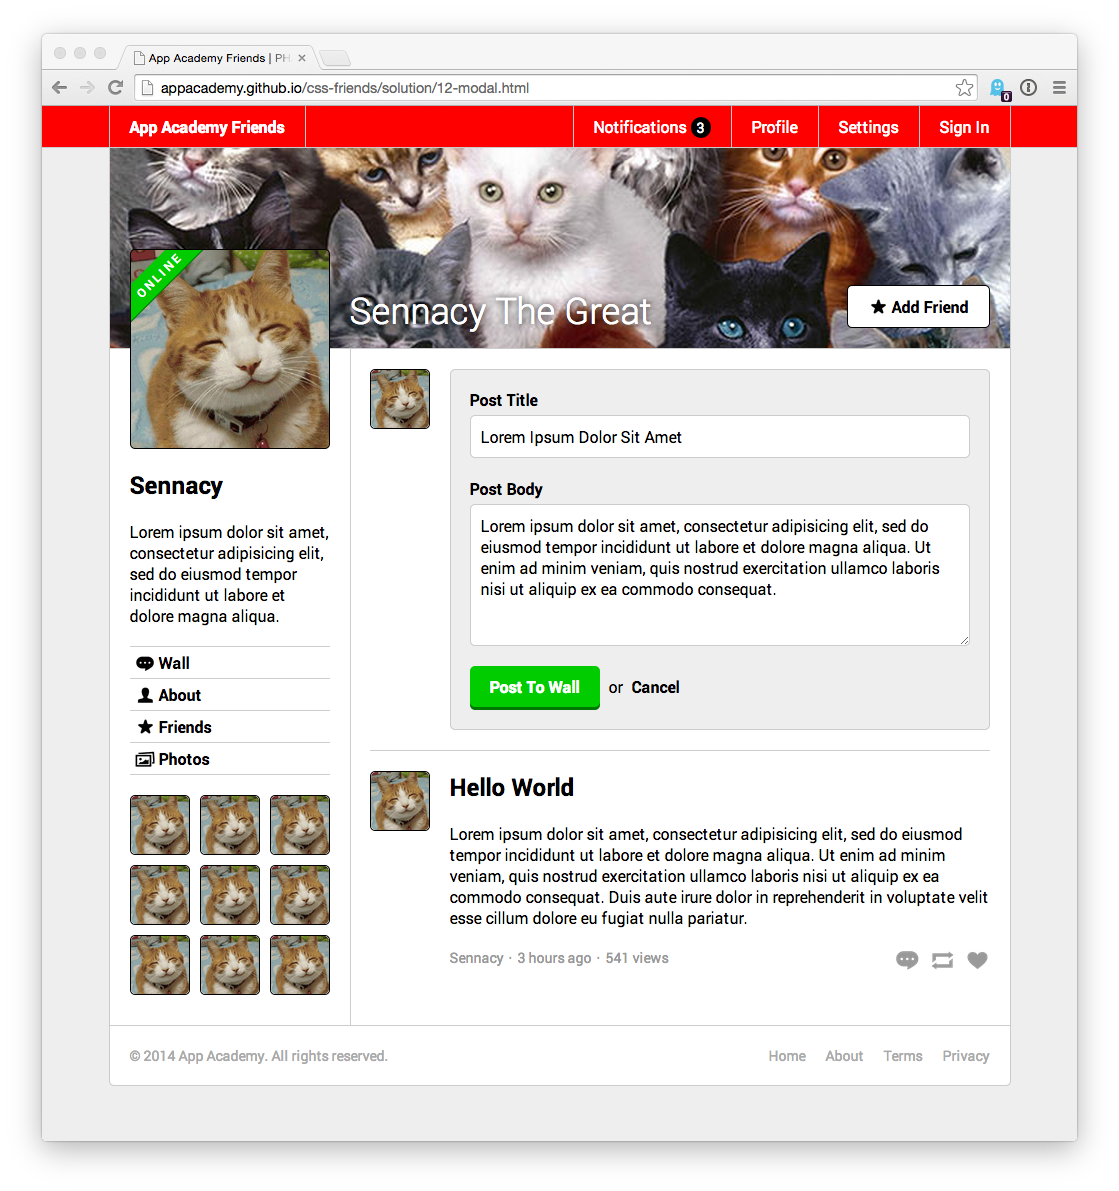 App Academy Friends | PH
appacademy.github.io/css-friends/solution/12-modal.html
0
App Academy Friends
Notifications 3
Profile
Settings
Sign In
ONLINE
Sennacy The Great
Add Friend
Sennacy
Lorem ipsum dolor sit amet,
consectetur adipisicing elit,
sed do eiusmod tempor
incididunt ut labore et
dolore magna aliqua.
Wall
About
Friends
Photos
Post Title
Lorem Ipsum Dolor Sit Amet
Post Body
Lorem ipsum dolor sit amet, consectetur adipisicing elit, sed do
eiusmod tempor incididunt ut labore et dolore magna aliqua. Ut
enim ad minim veniam, quis nostrud exercitation ullamco laboris
nisi ut aliquip ex ea commodo consequat.
Post To Wall or Cancel
Hello World
Lorem ipsum dolor sit amet, consectetur adipisicing elit, sed do eiusmod
tempor incididunt ut labore et dolore magna aliqua. Ut enim ad minim
veniam, quis nostrud exercitation ullamco laboris nisi ut aliquip ex ea
commodo consequat. Duis aute irure dolor in reprehenderit in voluptate velit
esse cillum dolore eu fugiat nulla pariatur.
Sennacy · 3 hours ago · 541 views
© 2014 App Academy. All rights reserved.
Home About Terms Privacy